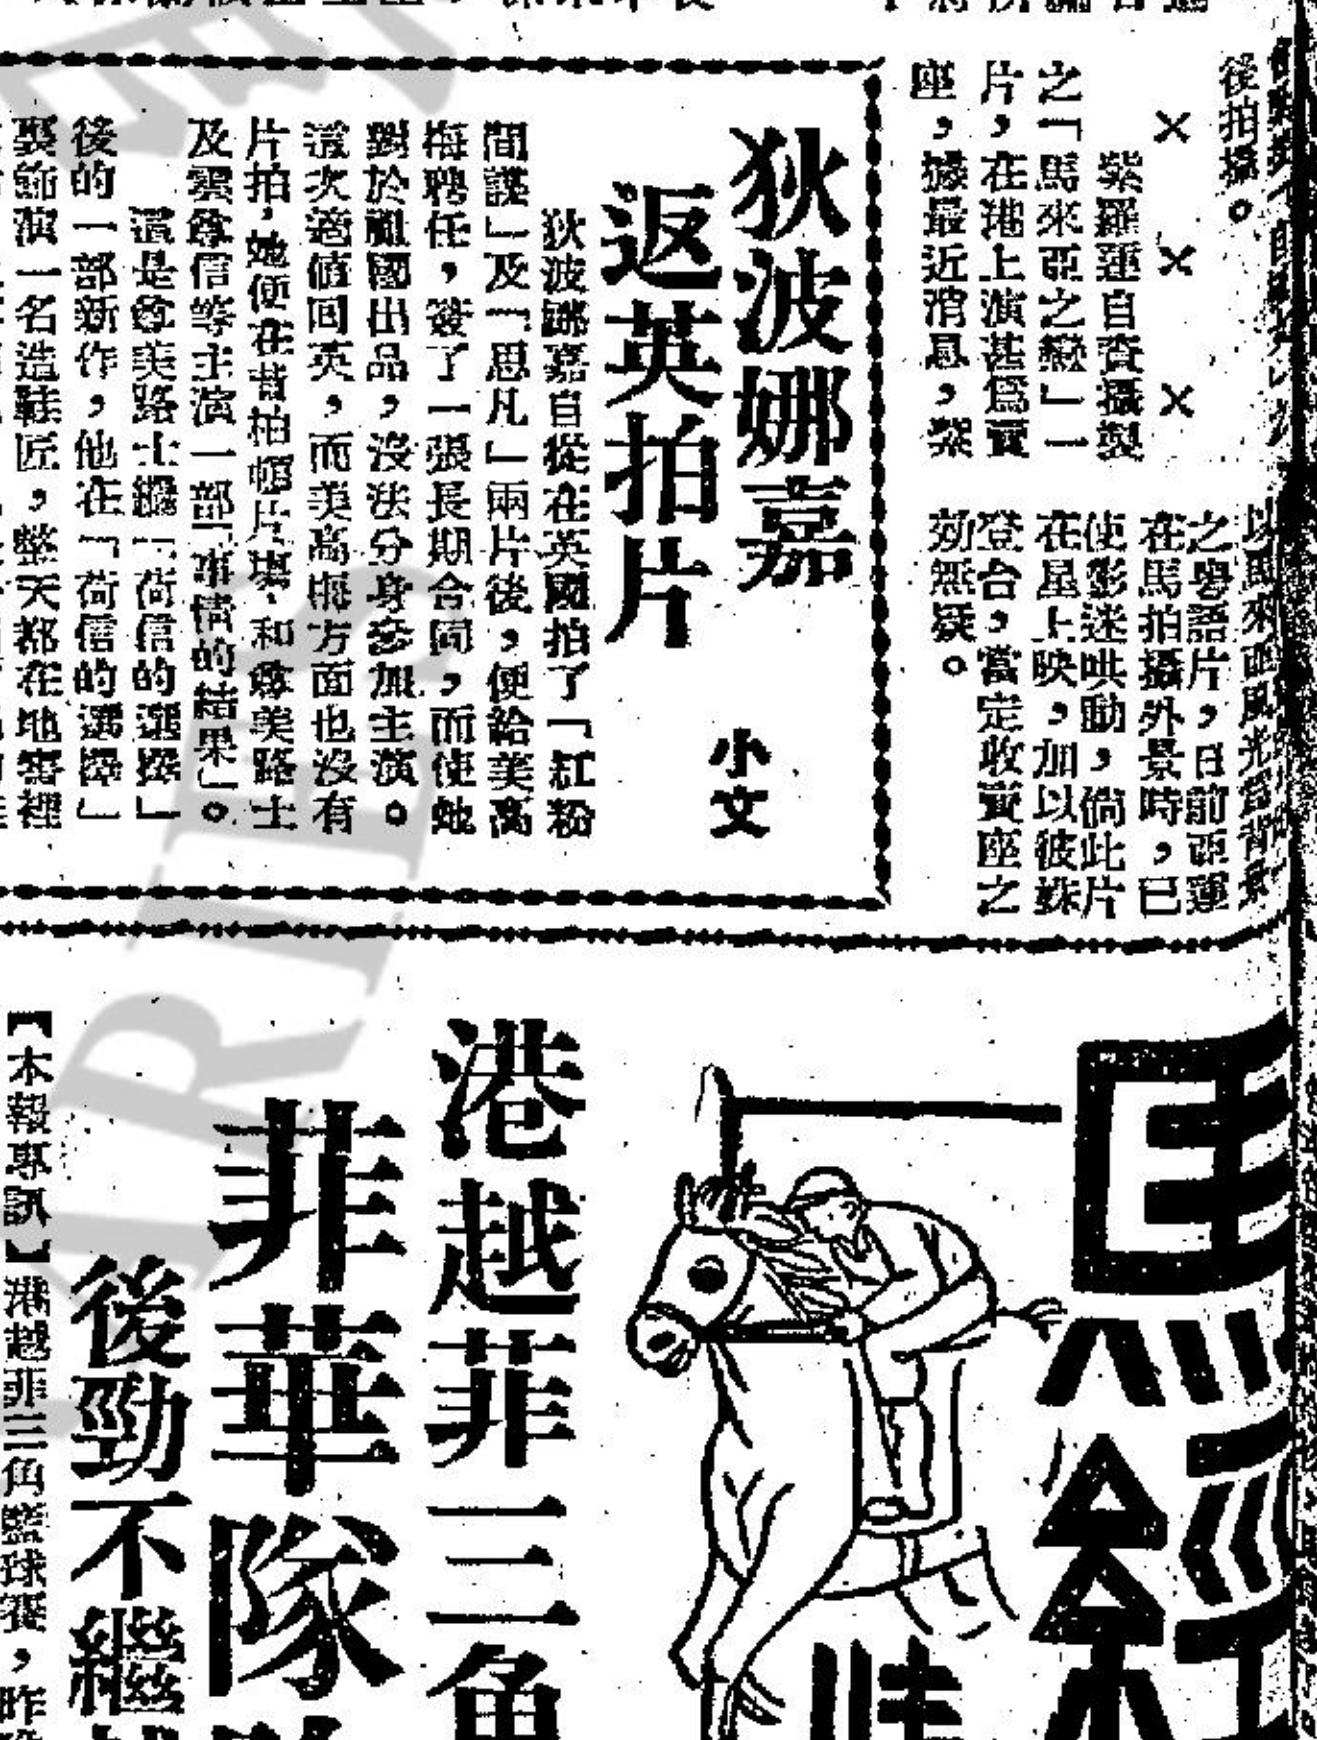 後拍攝。
× × ×
紫羅蓮自資攝製
之「馬來亞之戀」一
片，在港上演甚爲賣
座，據最近消息，紫
以馬來亞風光爲背景
之粵語片，日前亞蓮
在馬拍攝外景時，已
使影迷哄動，倘此片
在星上映，加以彼姝
登台，當定收賣座之
効無疑。
狄波娜嘉
返英拍片
小文
狄波娜嘉自從在英國拍了「紅粉
間諜」及「思凡」兩片後，便給美高
梅聘任，簽了一張長期合同，而使她
對於祖國出品，沒法分身參加主演。
這次適値回英，而美高梅方面也沒有
片拍，她便在昔拍頓片塲，和尊美路士
及雲尊信等主演一部「事情的結果」。
這是尊美路士繼「荷信的選擇」
後的一部新作，他在「荷信的選擇」
裏飾演一名造鞋匠，整天都在地窖裡
馬經
港越菲三角
菲華隊
後勁不繼
【本報專訊】港越菲三角籃球賽，昨